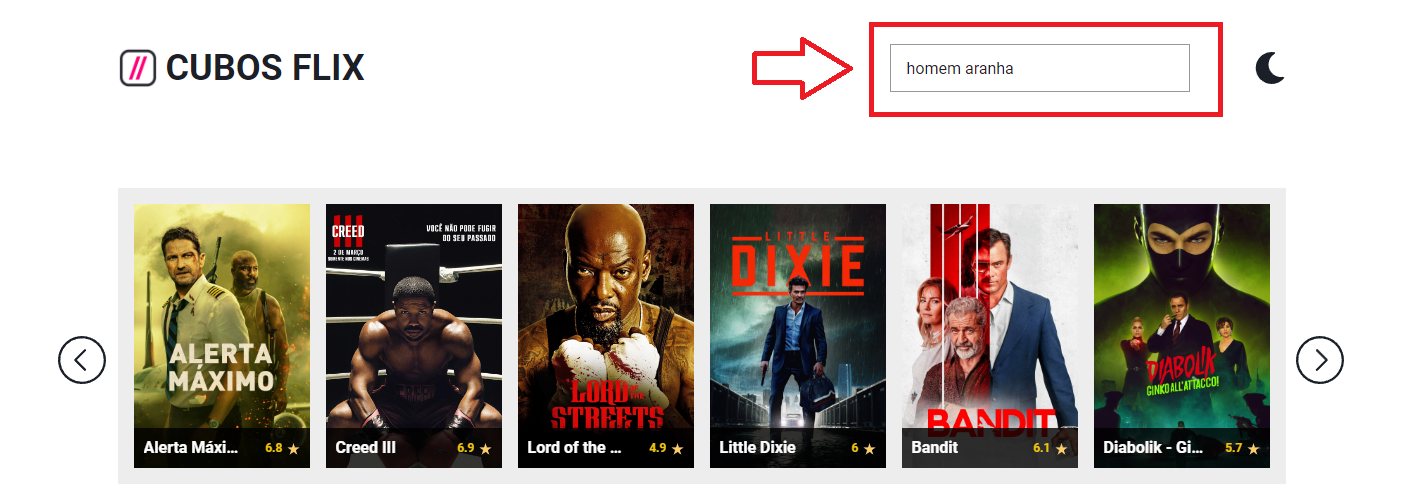 CUBOS FLIX
homem aranha
ALERTA
MÁXIMO
Alerta Máxi...
6.8
CREED
III
2 DE MARÇO
SOMENTE NOS CINEMAS
VOCÊ NÃO PODE FUGIR
DO SEU PASSADO
Creed III
6.9
LORD OF THE
STREETS
Lord of the ...
4.9
LITTLE
DIXIE
Little Dixie
6
BANDIT
Bandit
6.1
DIABOLIK
GINKO ALL'ATTACCO!
Diabolik - Gi...
5.7